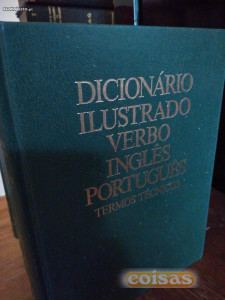 DICIONÁRIO
ILUSTRADO
VERBO
INGLÊS
PORTUGUÊS
TERMOS TÉCNICOS
coisas